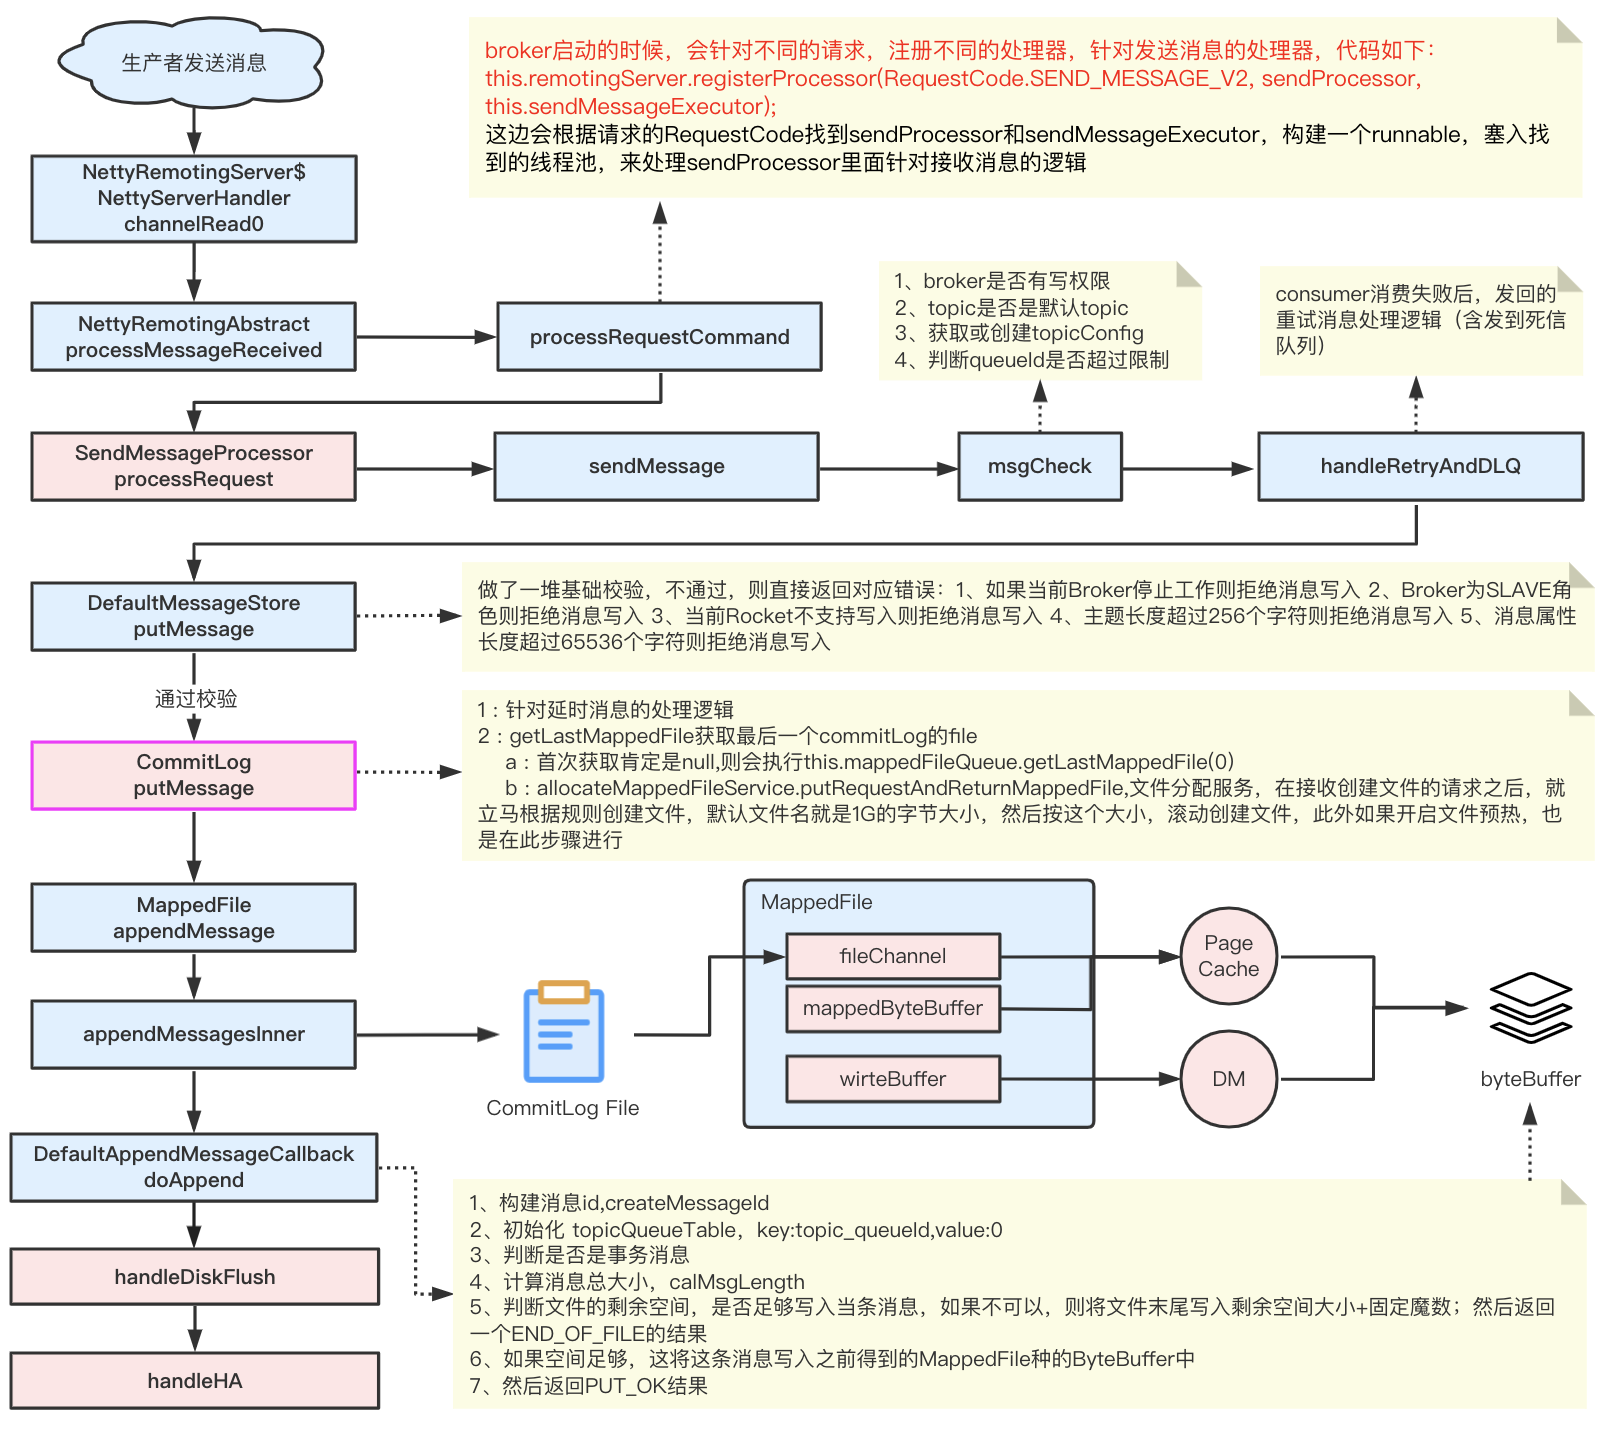 生产者发送消息
broker启动的时候，会针对不同的请求，注册不同的处理器，针对发送消息的处理器，代码如下：
this.remotingServer.registerProcessor(RequestCode.SEND_MESSAGE_V2, sendProcessor,
this.sendMessageExecutor);
这边会根据请求的RequestCode找到sendProcessor和sendMessageExecutor，构建一个runnable，塞入找
到的线程池，来处理sendProcessor里面针对接收消息的逻辑
NettyRemotingServer$
NettyServerHandler
channelRead0
NettyRemotingAbstract
processMessageReceived
processRequestCommand
1、broker是否有写权限
2、topic是否是默认topic
3、获取或创建topicConfig
4、判断queueId是否超过限制
consumer消费失败后，发回的
重试消息处理逻辑（含发到死信
队列）
SendMessageProcessor
processRequest
sendMessage
msgCheck
handleRetryAndDLQ
DefaultMessageStore
putMessage
做了一堆基础校验，不通过，则直接返回对应错误：1、如果当前Broker停止工作则拒绝消息写入 2、Broker为SLAVE角
色则拒绝消息写入 3、当前Rocket不支持写入则拒绝消息写入 4、主题长度超过256个字符则拒绝消息写入 5、消息属性
长度超过65536个字符则拒绝消息写入
通过校验
CommitLog
putMessage
1：针对延时消息的处理逻辑
2：getLastMappedFile获取最后一个commitLog的file
a：首次获取肯定是null,则会执行this.mappedFileQueue.getLastMappedFile(0)
b：allocateMappedFileService.putRequestAndReturnMappedFile,文件分配服务，在接收创建文件的请求之后，就
立马根据规则创建文件，默认文件名就是1G的字节大小，然后按这个大小，滚动创建文件，此外如果开启文件预热，也
是在此步骤进行
MappedFile
appendMessage
appendMessagesInner
CommitLog File
MappedFile
fileChannel
mappedByteBuffer
wirteBuffer
Page
Cache
DM
byteBuffer
DefaultAppendMessageCallback
doAppend
handleDiskFlush
handleHA
1、构建消息id,createMessageId
2、初始化 topicQueueTable，key:topic_queueId,value:0
3、判断是否是事务消息
4、计算消息总大小，calMsgLength
5、判断文件的剩余空间，是否足够写入当条消息，如果不可以，则将文件末尾写入剩余空间大小+固定魔数；然后返回
一个END_OF_FILE的结果
6、如果空间足够，这将这条消息写入之前得到的MappedFile种的ByteBuffer中
7、然后返回PUT_OK结果